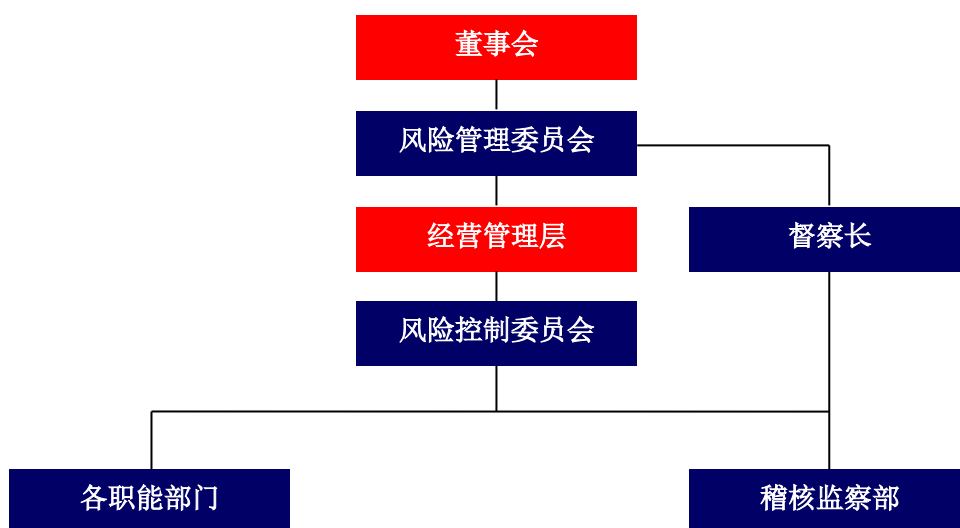 董事会
风险管理委员会
经营管理层
督察长
风险控制委员会
各职能部门
稽核监察部